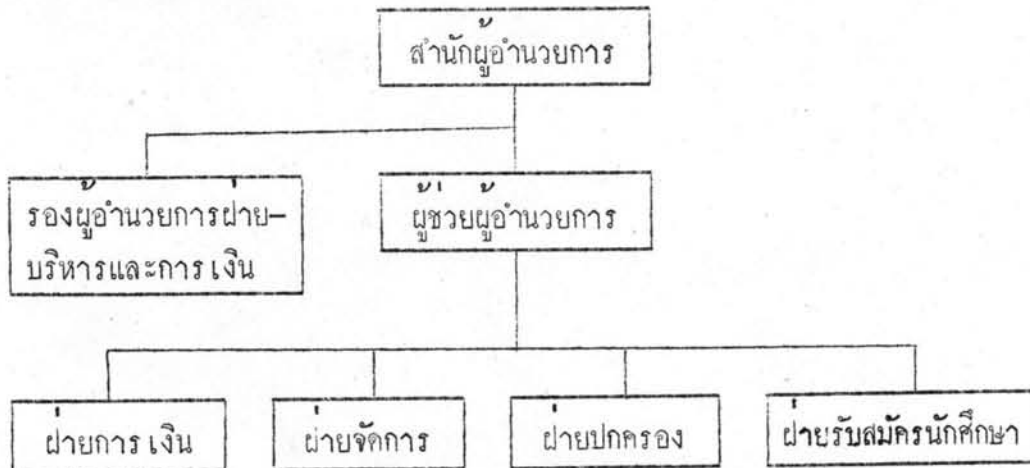 สำนักผู้อำนวยการ
รองผู้อำนวยการฝ่าย-
บริหารและการเงิน
ผู้ช่วยผู้อำนวยการ
ฝ่ายการเงิน
ฝ่ายจัดการ
ฝ่ายปกครอง
ฝ่ายรับสมัครนักศึกษา